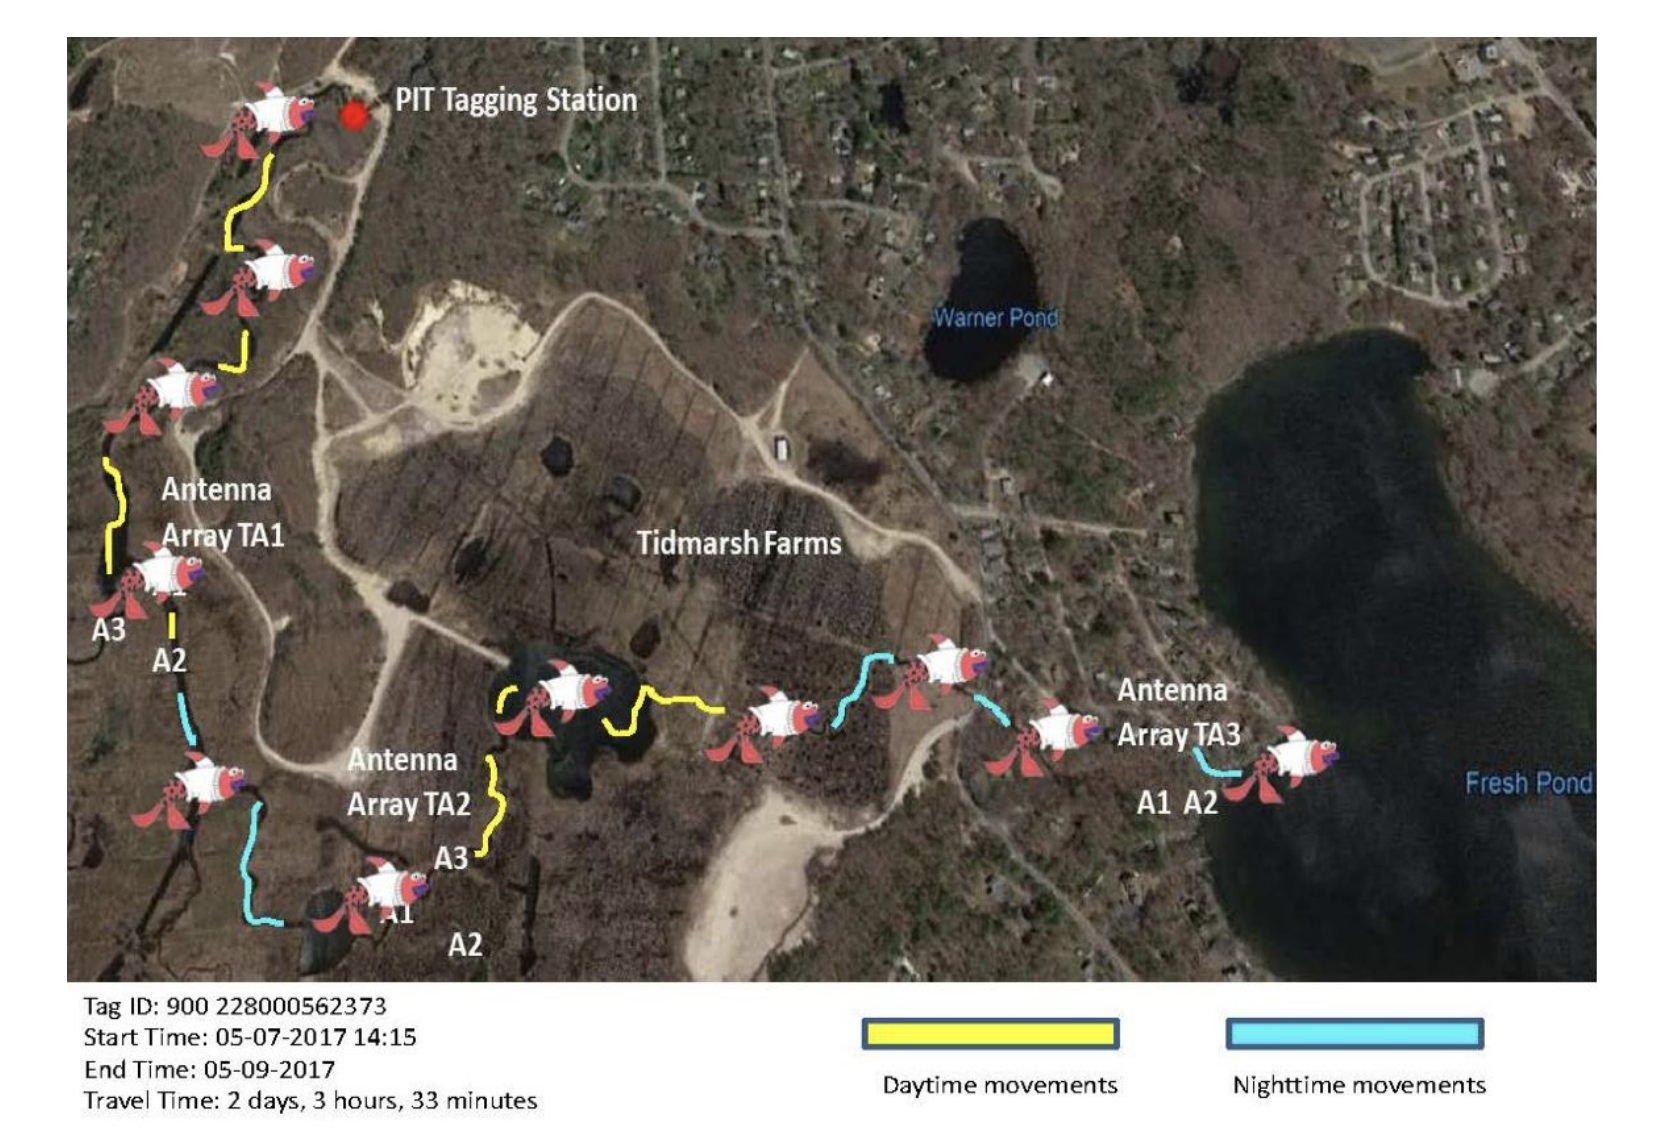 PIT Tagging Station
Warner Pond
Antenna
Array TA1
Tidmarsh Farms
A3
A2
Antenna
Array TA3
Antenna
Array TA2
A1 A2
Fresh Pond
A3
A1
A2
Tag ID: 900 228000562373
Start Time: 05-07-2017 14:15
End Time: 05-09-2017
Travel Time: 2 days, 3 hours, 33 minutes
Daytime movements
Nighttime movements